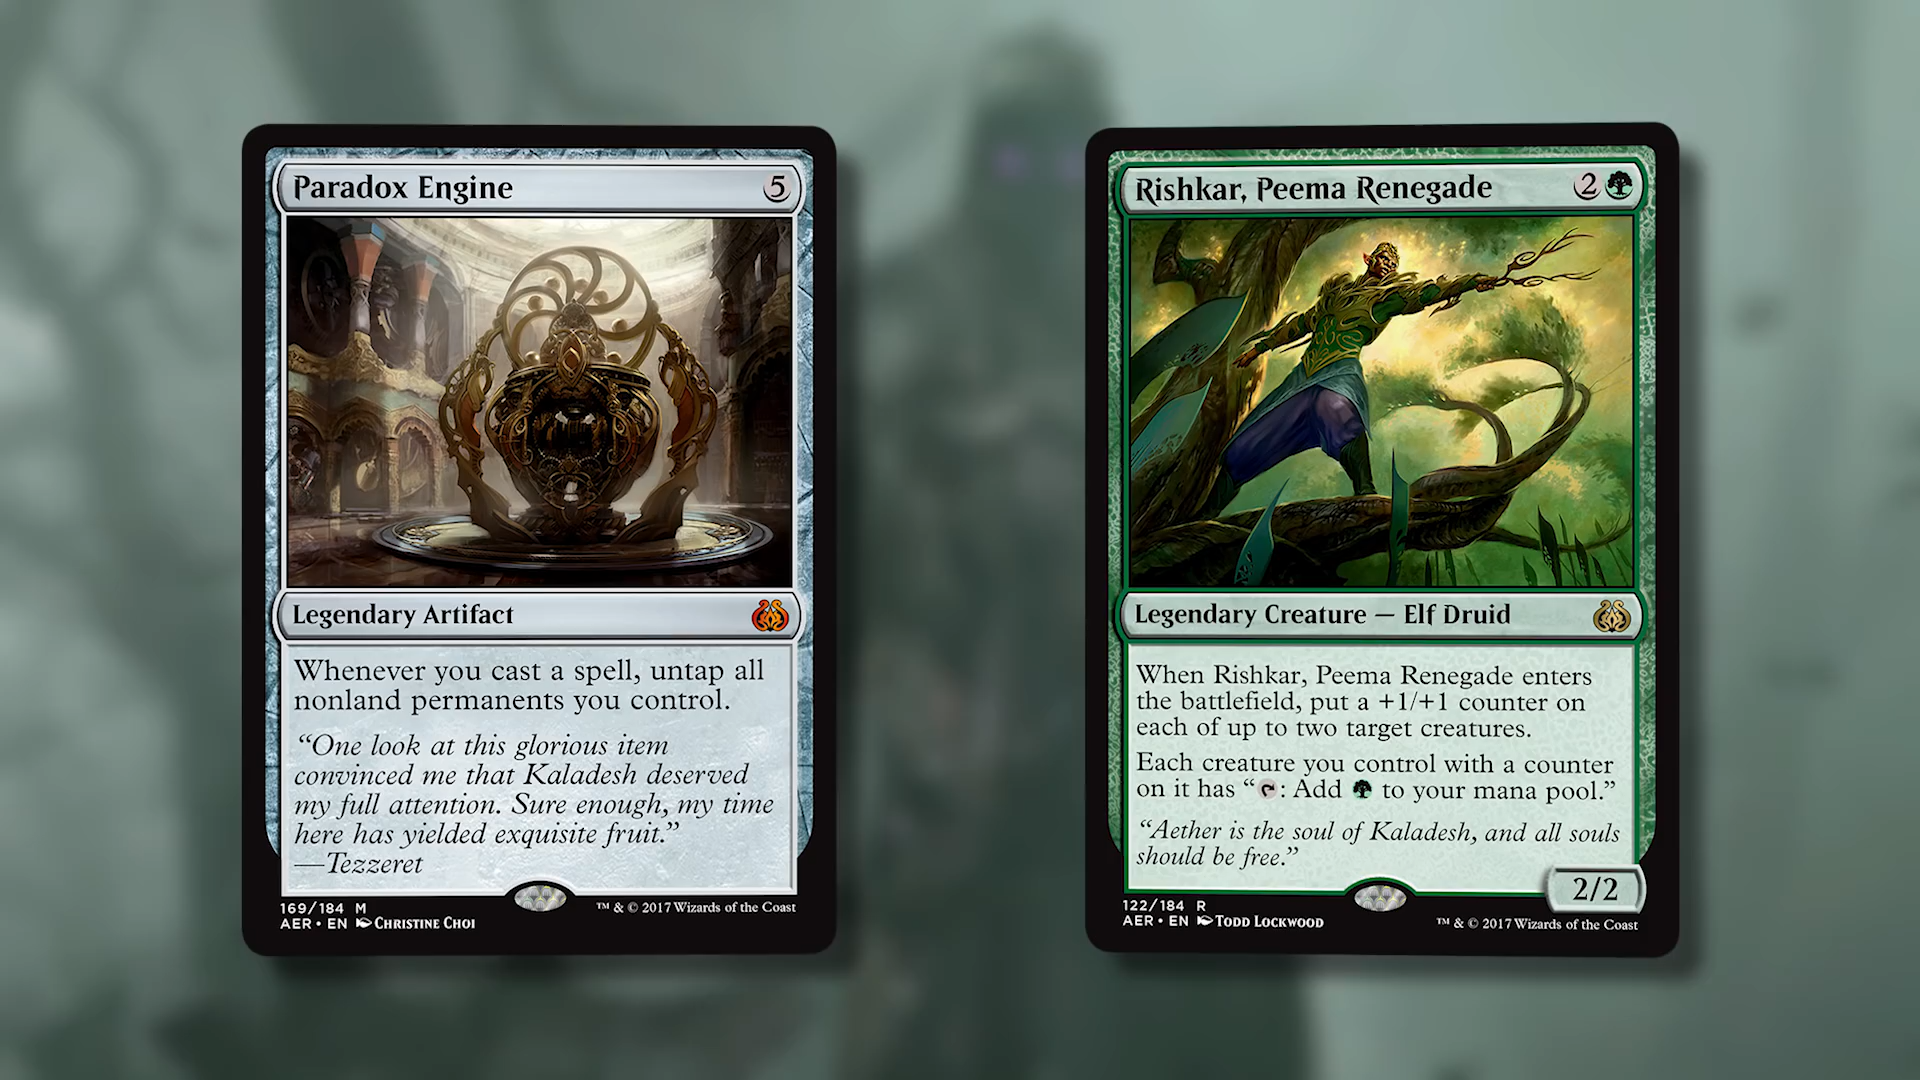 Paradox Engine 5
Legendary Artifact
Whenever you cast a spell, untap all
nonland permanents you control.
“One look at this glorious item
convinced me that Kaladesh deserved
my full attention. Sure enough, my time
here has yielded exquisite fruit.”
—Tezzeret
169/184 M
AER • EN Christine Choi
™ & © 2017 Wizards of the Coast
Rishkar, Peema Renegade 2
Legendary Creature — Elf Druid
When Rishkar, Peema Renegade enters
the battlefield, put a +1/+1 counter on
each of up to two target creatures.
Each creature you control with a counter
on it has “: Add to your mana pool.”
“Aether is the soul of Kaladesh, and all souls
should be free.”
2/2
122/184 R
AER • EN Todd Lockwood
™ & © 2017 Wizards of the Coast